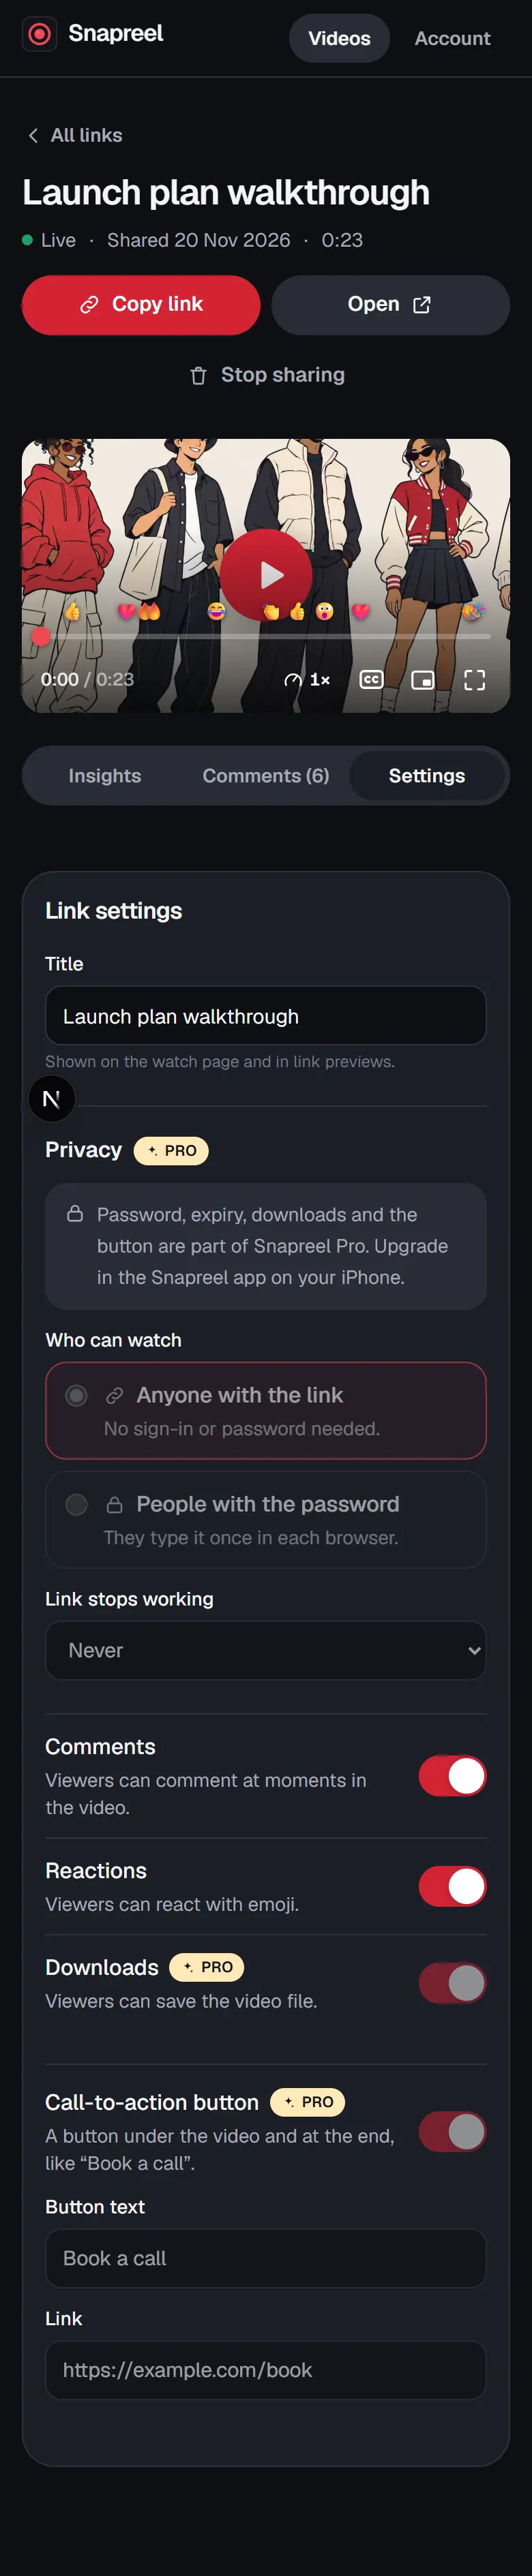 Snapreel
Videos
Account
All links
Launch plan walkthrough
Live · Shared 20 Nov 2026 · 0:23
Copy link
Open
Stop sharing
0:00 / 0:23
1×
CC
Insights
Comments (6)
Settings
Link settings
Title
Launch plan walkthrough
Shown on the watch page and in link previews.
N
Privacy
PRO
Password, expiry, downloads and the
button are part of Snapreel Pro. Upgrade
in the Snapreel app on your iPhone.
Who can watch
Anyone with the link
No sign-in or password needed.
People with the password
They type it once in each browser.
Link stops working
Never
Comments
Viewers can comment at moments in
the video.
Reactions
Viewers can react with emoji.
Downloads
PRO
Viewers can save the video file.
Call-to-action button
PRO
A button under the video and at the end,
like “Book a call”.
Button text
Book a call
Link
https://example.com/book